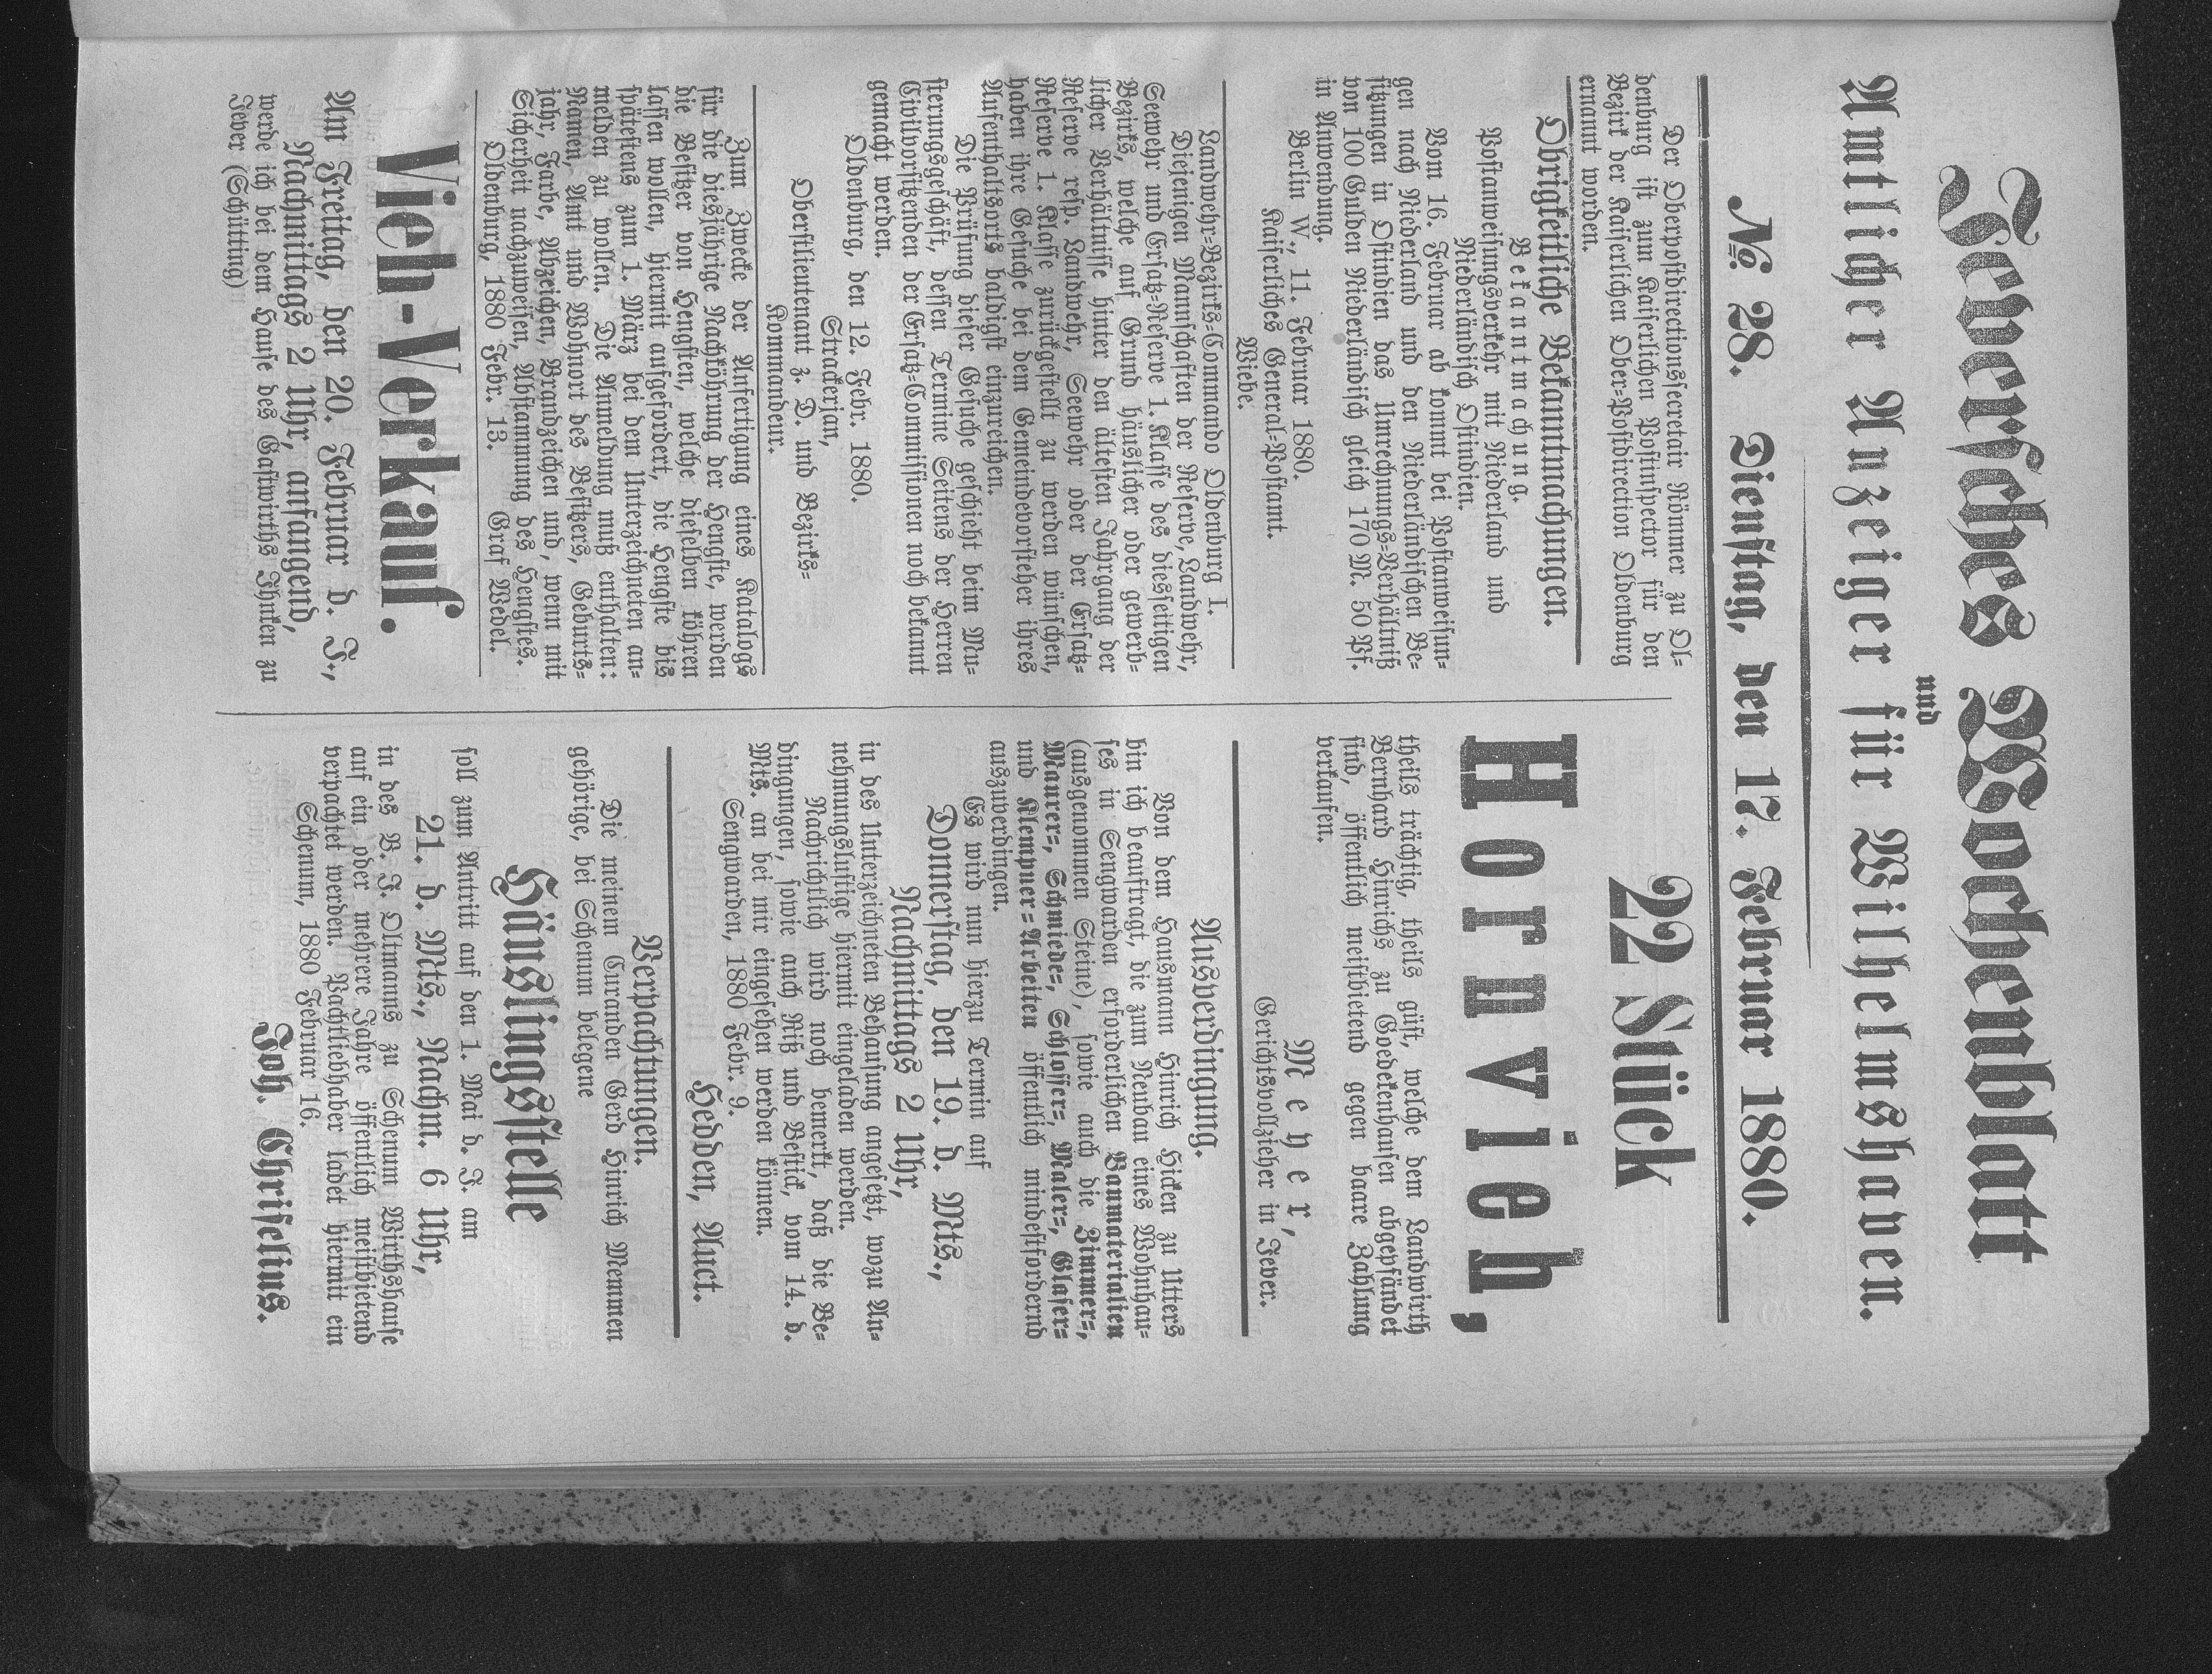 Jeversches Wochenblatt
und
Amtlicher Anzeiger für Wilhelmshaven.
№ 28. Dienstag, den 17. Februar 1880.
Der Oberpostdirectionssecretair Römmer zu Ol-
denburg ist zum Kaiserlichen Postinspector für den
Bezirk der Kaiserlichen Ober-Postdirection Oldenburg
ernannt worden.
Obrigkeitliche Bekanntmachungen.
Bekanntmachung.
Postanweisungsverkehr mit Niederland und
Niederländisch Ostindien.
Vom 16. Februar ab kommt bei Postanweisun-
gen nach Niederland und den Niederländischen Be-
sitzungen in Ostindien das Umrechnungs-Verhältniß
von 100 Gulden Niederländisch gleich 170 M. 50 Pf.
in Anwendung.
Berlin W., 11. Februar 1880.
Kaiserliches General-Postamt.
Wiebe.
Landwehr-Bezirks-Commando Oldenburg I.
Diejenigen Mannschaften der Reserve, Landwehr,
Seewehr und Ersatz-Reserve 1. Klasse des diesseitigen
Bezirks, welche auf Grund häuslicher oder gewerb-
licher Verhältnisse hinter den ältesten Jahrgang der
Reserve resp. Landwehr, Seewehr oder der Ersatz-
Reserve 1. Klasse zurückgestellt zu werden wünschen,
haben ihre Gesuche bei dem Gemeindevorsteher ihres
Aufenthaltsorts baldigst einzureichen.
Die Prüfung dieser Gesuche geschieht beim Mu-
sterungsgeschäft, dessen Termine Seitens der Herren
Civilvorsitzenden der Ersatz-Commissionen noch bekannt
gemacht werden.
Oldenburg, den 12. Febr. 1880.
Strackerjan,
Oberstlieutenant z. D. und Bezirks-
Kommandeur.
Zum Zwecke der Anfertigung eines Katalogs
für die diesjährige Nachköhrung der Hengste, werden
die Besitzer von Hengsten, welche dieselben köhren
lassen wollen, hiermit aufgefordert, die Hengste bis
spätestens zum 1. März bei dem Unterzeichneten an-
melden zu wollen. Die Anmeldung muß enthalten:
Namen, Amt und Wohnort des Besitzers, Geburts-
jahr, Farbe, Abzeichen, Brandzeichen und, wenn mit
Sicherheit nachzuweisen, Abstammung des Hengstes.
Oldenburg, 1880 Febr. 13. Graf Wedel.
Vieh-Verkauf.
Am Freitag, den 20. Februar d. J.,
Nachmittags 2 Uhr, anfangend,
werde ich bei dem Hause des Gastwirths Ihnken zu
Jever (Schütting)
22 Stück
Hornvieh,
theils trächtig, theils güst, welche dem Landwirth
Bernhard Hinrichs zu Goedekenhausen abgepfändet
sind, öffentlich meistbietend gegen baare Zahlung
verkaufen.
Meyer,
Gerichtsvollzieher in Jever.
Ausverdingung.
Von dem Hausmann Hinrich Hicken zu Utters
bin ich beauftragt, die zum Neubau eines Wohnhau-
ses in Sengwarden erforderlichen Baumaterialien
(ausgenommen Steine), sowie auch die Zimmer-,
Maurer-, Schmiede-, Schlosser-, Maler-, Glaser-
und Klempner-Arbeiten öffentlich mindestfordernd
auszuverdingen.
Es wird nun hierzu Termin auf
Donnerstag, den 19. d. Mts.,
Nachmittags 2 Uhr,
in des Unterzeichneten Behausung angesetzt, wozu An-
nehmungslustige hiermit eingeladen werden.
Nachrichtlich wird noch bemerkt, daß die Be-
dingungen, sowie auch Riß und Bestick, vom 14. d.
Mts. an bei mir eingesehen werden können.
Sengwarden, 1880 Febr. 9.
Hedden, Auct.
Verpachtungen.
Die meinem Curanden Gerd Hinrich Memmen
gehörige, bei Schenum belegene
Häuslingsstelle
soll zum Antritt auf den 1. Mai d. J. am
21. d. Mts., Nachm. 6 Uhr,
in des B. J. Oltmanns zu Schenum Wirthshause
auf ein oder mehrere Jahre öffentlich meistbietend
verpachtet werden. Pachtliebhaber ladet hiermit ein
Schenum, 1880 Februar 16.
Joh. Chriselius.